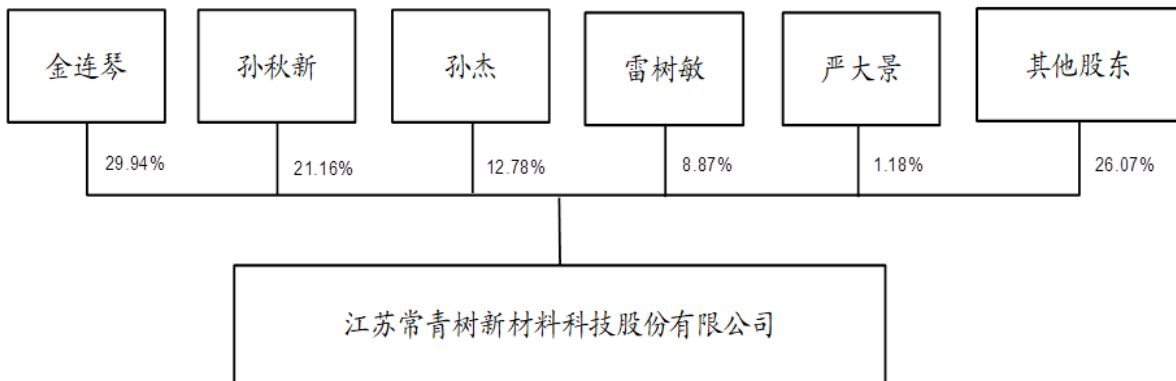 金连琴
孙秋新
孙杰
雷树敏
严大景
其他股东
29.94%
21.16%
12.78%
8.87%
1.18%
26.07%
江苏常青树新材料科技股份有限公司